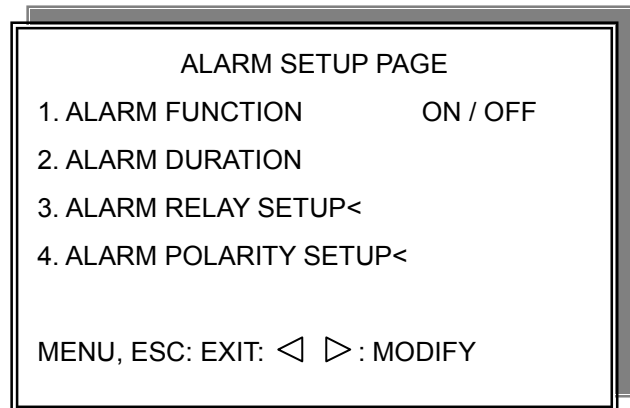 ALARM SETUP PAGE
1. ALARM FUNCTION ON / OFF
2. ALARM DURATION
3. ALARM RELAY SETUP<
4. ALARM POLARITY SETUP<
MENU, ESC: EXIT: ◁ ▷ : MODIFY